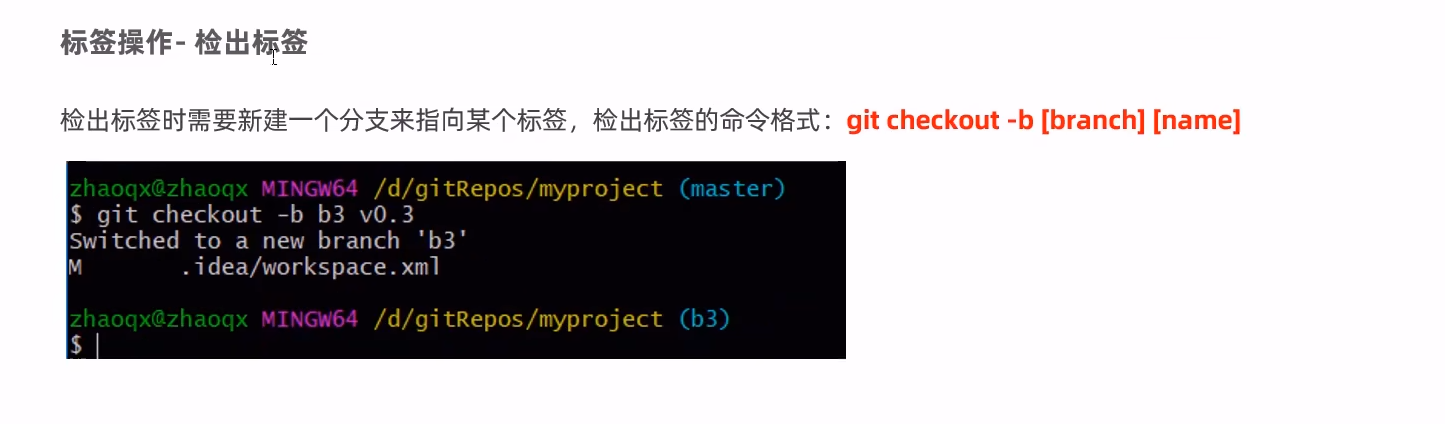 标签操作- 检出标签
检出标签时需要新建一个分支来指向某个标签，检出标签的命令格式：git checkout -b [branch] [name]
zhaoqx@zhaoqx MINGW64 /d/gitRepos/myproject (master)
$ git checkout -b b3 v0.3
Switched to a new branch 'b3'
M       .idea/workspace.xml
zhaoqx@zhaoqx MINGW64 /d/gitRepos/myproject (b3)
$